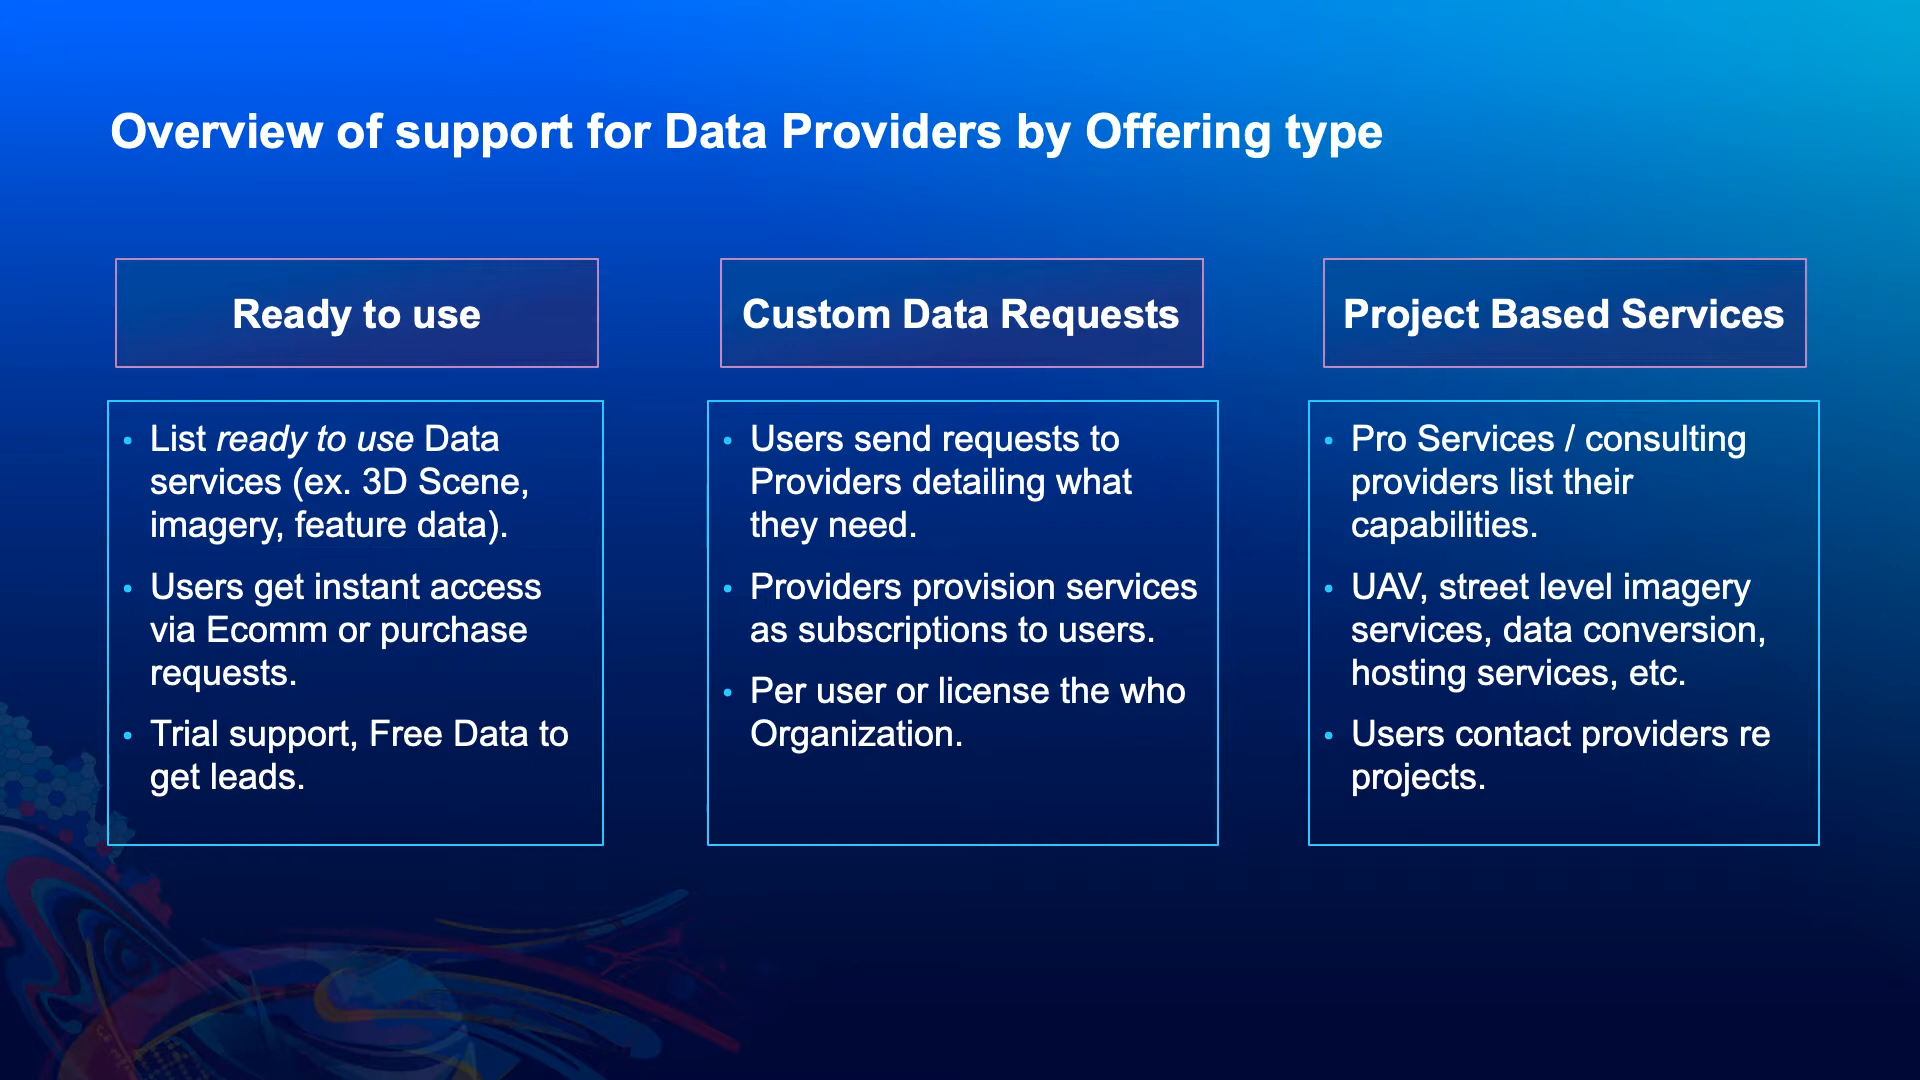 Overview of support for Data Providers by Offering type
Ready to use
• List ready to use Data
services (ex. 3D Scene,
imagery, feature data).
• Users get instant access
via Ecomm or purchase
requests.
• Trial support, Free Data to
get leads.
Custom Data Requests
• Users send requests to
Providers detailing what
they need.
• Providers provision services
as subscriptions to users.
• Per user or license the who
Organization.
Project Based Services
• Pro Services / consulting
providers list their
capabilities.
• UAV, street level imagery
services, data conversion,
hosting services, etc.
• Users contact providers re
projects.